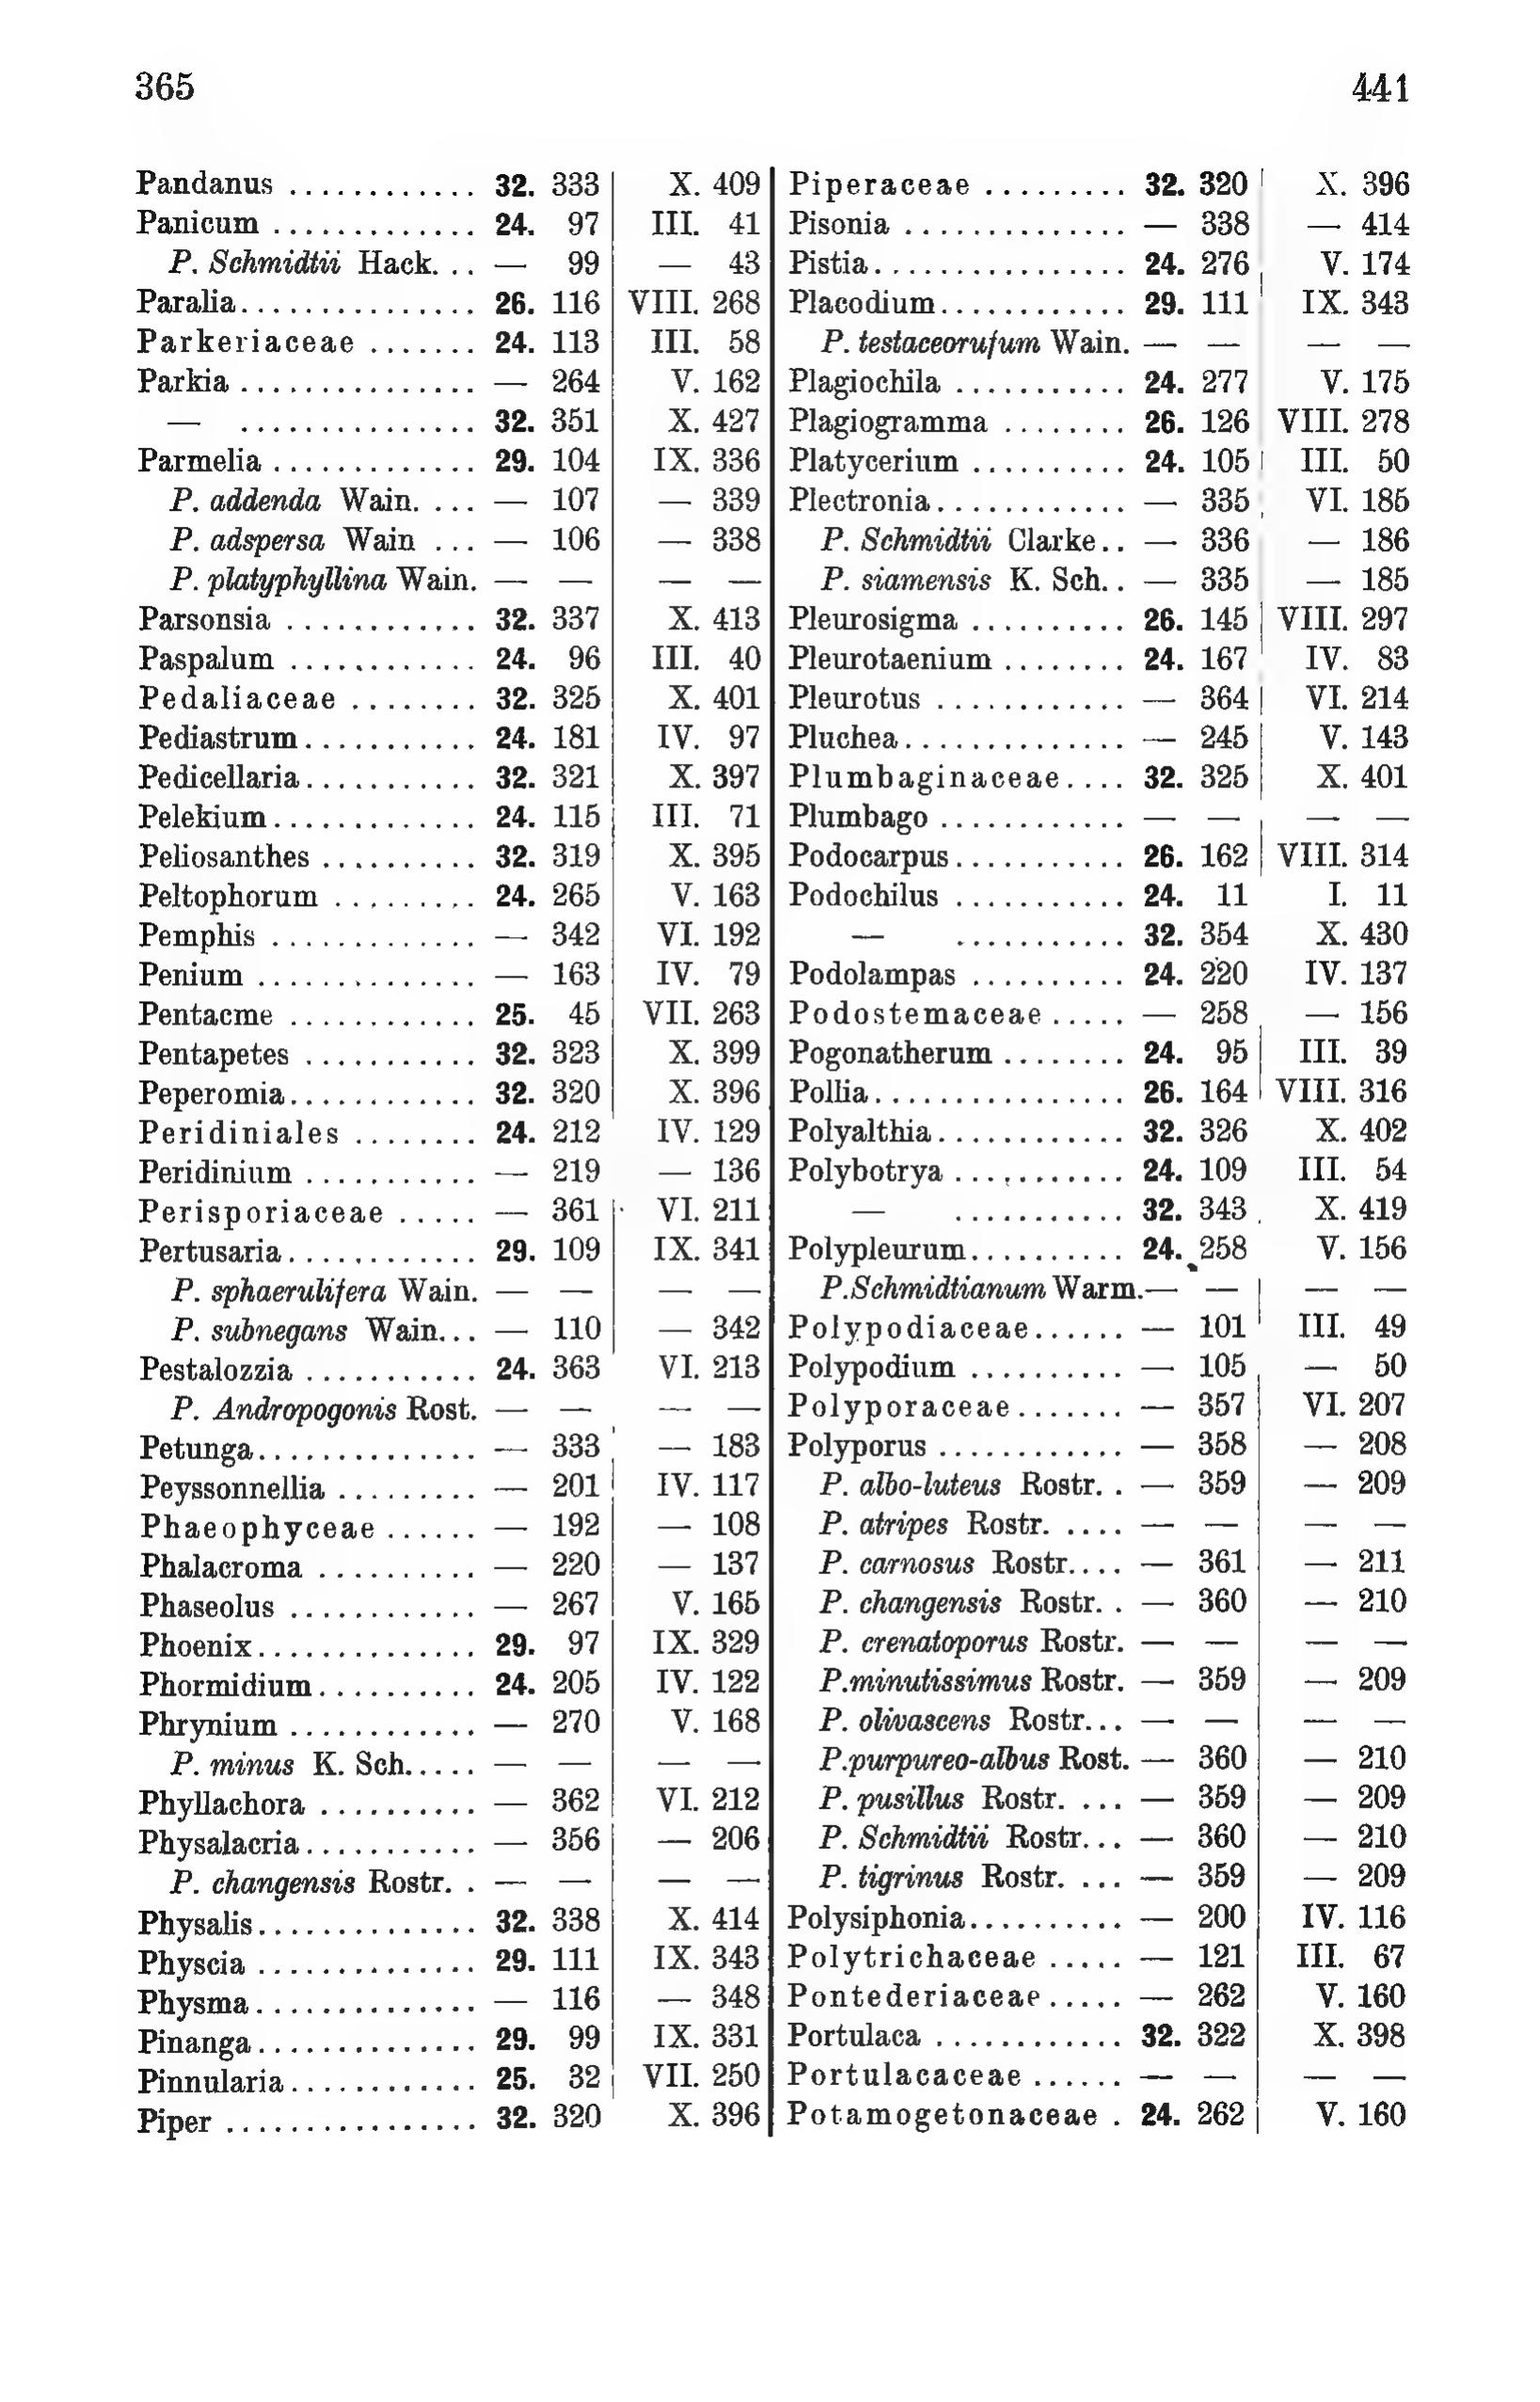 365 441
Pandanus ............ 32. 333 X. 409
Panicum ............. 24. 97 III. 41
P. Schmidtii Hack. .. — 99 — 43
Paralia............... 26. 116 VIII. 268
Parkeriaceae ....... 24. 113 III. 58
Parkia ............... — 264 V. 162
— ............... 32. 351 X. 427
Parmelia ............. 29. 104 IX. 336
P. addenda Wain. ... — 107 — 339
P. adspersa Wain ... — 106 — 338
P. platyphyllina Wain. — — — —
Parsonsia ............ 32. 337 X. 413
Paspalum ............ 24. 96 III. 40
Pedaliaceae ........ 32. 325 X. 401
Pediastrum........... 24. 181 IV. 97
Pedicellaria........... 32. 321 X. 397
Pelekium............. 24. 115 III. 71
Peliosanthes .......... 32. 319 X. 395
Peltophorum ......... 24. 265 V. 163
Pemphis ............. — 342 VI. 192
Penium .............. — 163 IV. 79
Pentacme ............ 25. 45 VII. 263
Pentapetes ........... 32. 323 X. 399
Peperomia............ 32. 320 X. 396
Peridiniales ........ 24. 212 IV. 129
Peridinium ........... — 219 — 136
Perisporiaceae ..... — 361 VI. 211
Pertusaria............ 29. 109 IX. 341
P. sphaerulifera Wain. — — — —
P. subnegans Wain... — 110 — 342
Pestalozzia ........... 24. 363 VI. 213
P. Andropogonis Rost. — — — —
Petunga.............. — 333 — 183
Peyssonnellia ......... — 201 IV. 117
Phaeophyceae ...... — 192 — 108
Phalacroma .......... — 220 — 137
Phaseolus ............ — 267 V. 165
Phoenix.............. 29. 97 IX. 329
Phormidium.......... 24. 205 IV. 122
Phrynium ............ — 270 V. 168
P. minus K. Sch..... — — — —
Phyllachora .......... — 362 VI. 212
Physalacria........... — 356 — 206
P. changensis Rostr. . — — — —
Physalis.............. 32. 338 X. 414
Physcia .............. 29. 111 IX. 343
Physma.............. — 116 — 348
Pinanga.............. 29. 99 IX. 331
Pinnularia............ 25. 32 VII. 250
Piper ................ 32. 320 X. 396
Piperaceae ......... 32. 320 X. 396
Pisonia .............. — 338 — 414
Pistia................ 24. 276 V. 174
Placodium............ 29. 111 IX. 343
P. testaceorufum Wain. — — — —
Plagiochila ........... 24. 277 V. 175
Plagiogramma ........ 26. 126 VIII. 278
Platycerium .......... 24. 105 III. 50
Plectronia............ — 335 VI. 185
P. Schmidtii Clarke.. — 336 — 186
P. siamensis K. Sch.. — 335 — 185
Pleurosigma .......... 26. 145 VIII. 297
Pleurotaenium ........ 24. 167 IV. 83
Pleurotus ............ — 364 VI. 214
Pluchea.............. — 245 V. 143
Plumbaginaceae.... 32. 325 X. 401
Plumbago ............ — — — —
Podocarpus........... 26. 162 VIII. 314
Podochilus ........... 24. 11 I. 11
— ........... 32. 354 X. 430
Podolampas .......... 24. 220 IV. 137
Podostemaceae ..... — 258 — 156
Pogonatherum ........ 24. 95 III. 39
Pollia................ 26. 164 VIII. 316
Polyalthia............ 32. 326 X. 402
Polybotrya ........... 24. 109 III. 54
— ........... 32. 343 X. 419
Polypleurum.......... 24. 258 V. 156
P. Schmidtianum Warm.— — — —
Polypodiaceae...... — 101 III. 49
Polypodium .......... — 105 — 50
Polyporaceae....... — 357 VI. 207
Polyporus ............ — 358 — 208
P. albo-luteus Rostr. . — 359 — 209
P. atripes Rostr. .... — — — —
P. carnosus Rostr.... — 361 — 211
P. changensis Rostr. . — 360 — 210
P. crenatoporus Rostr. — — — —
P. minutissimus Rostr. — 359 — 209
P. olivascens Rostr... — — — —
P. purpureo-albus Rost. — 360 — 210
P. pusillus Rostr. ... — 359 — 209
P. Schmidtii Rostr... — 360 — 210
P. tigrinus Rostr. ... — 359 — 209
Polysiphonia.......... — 200 IV. 116
Polytrichaceae ..... — 121 III. 67
Pontederiaceae ..... — 262 V. 160
Portulaca ............ 32. 322 X. 398
Portulacaceae ...... — — — —
Potamogetonaceae . 24. 262 V. 160